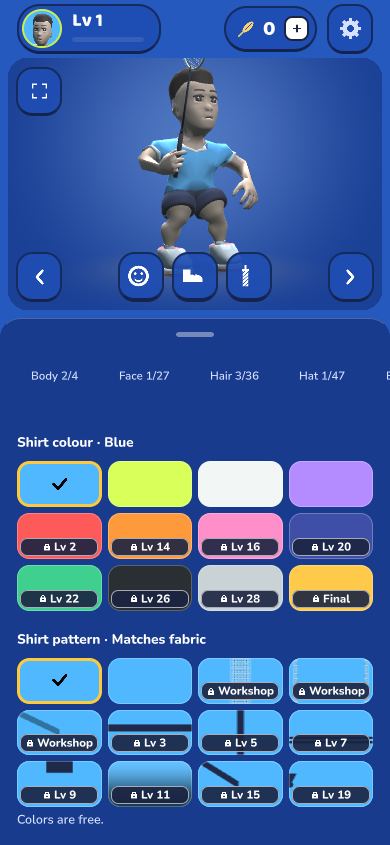 Lv 1
0
+
Body 2/4
Face 1/27
Hair 3/36
Hat 1/47
Shirt colour · Blue
Lv 2
Lv 14
Lv 16
Lv 20
Lv 22
Lv 26
Lv 28
Final
Shirt pattern · Matches fabric
Workshop
Workshop
Workshop
Lv 3
Lv 5
Lv 7
Lv 9
Lv 11
Lv 15
Lv 19
Colors are free.